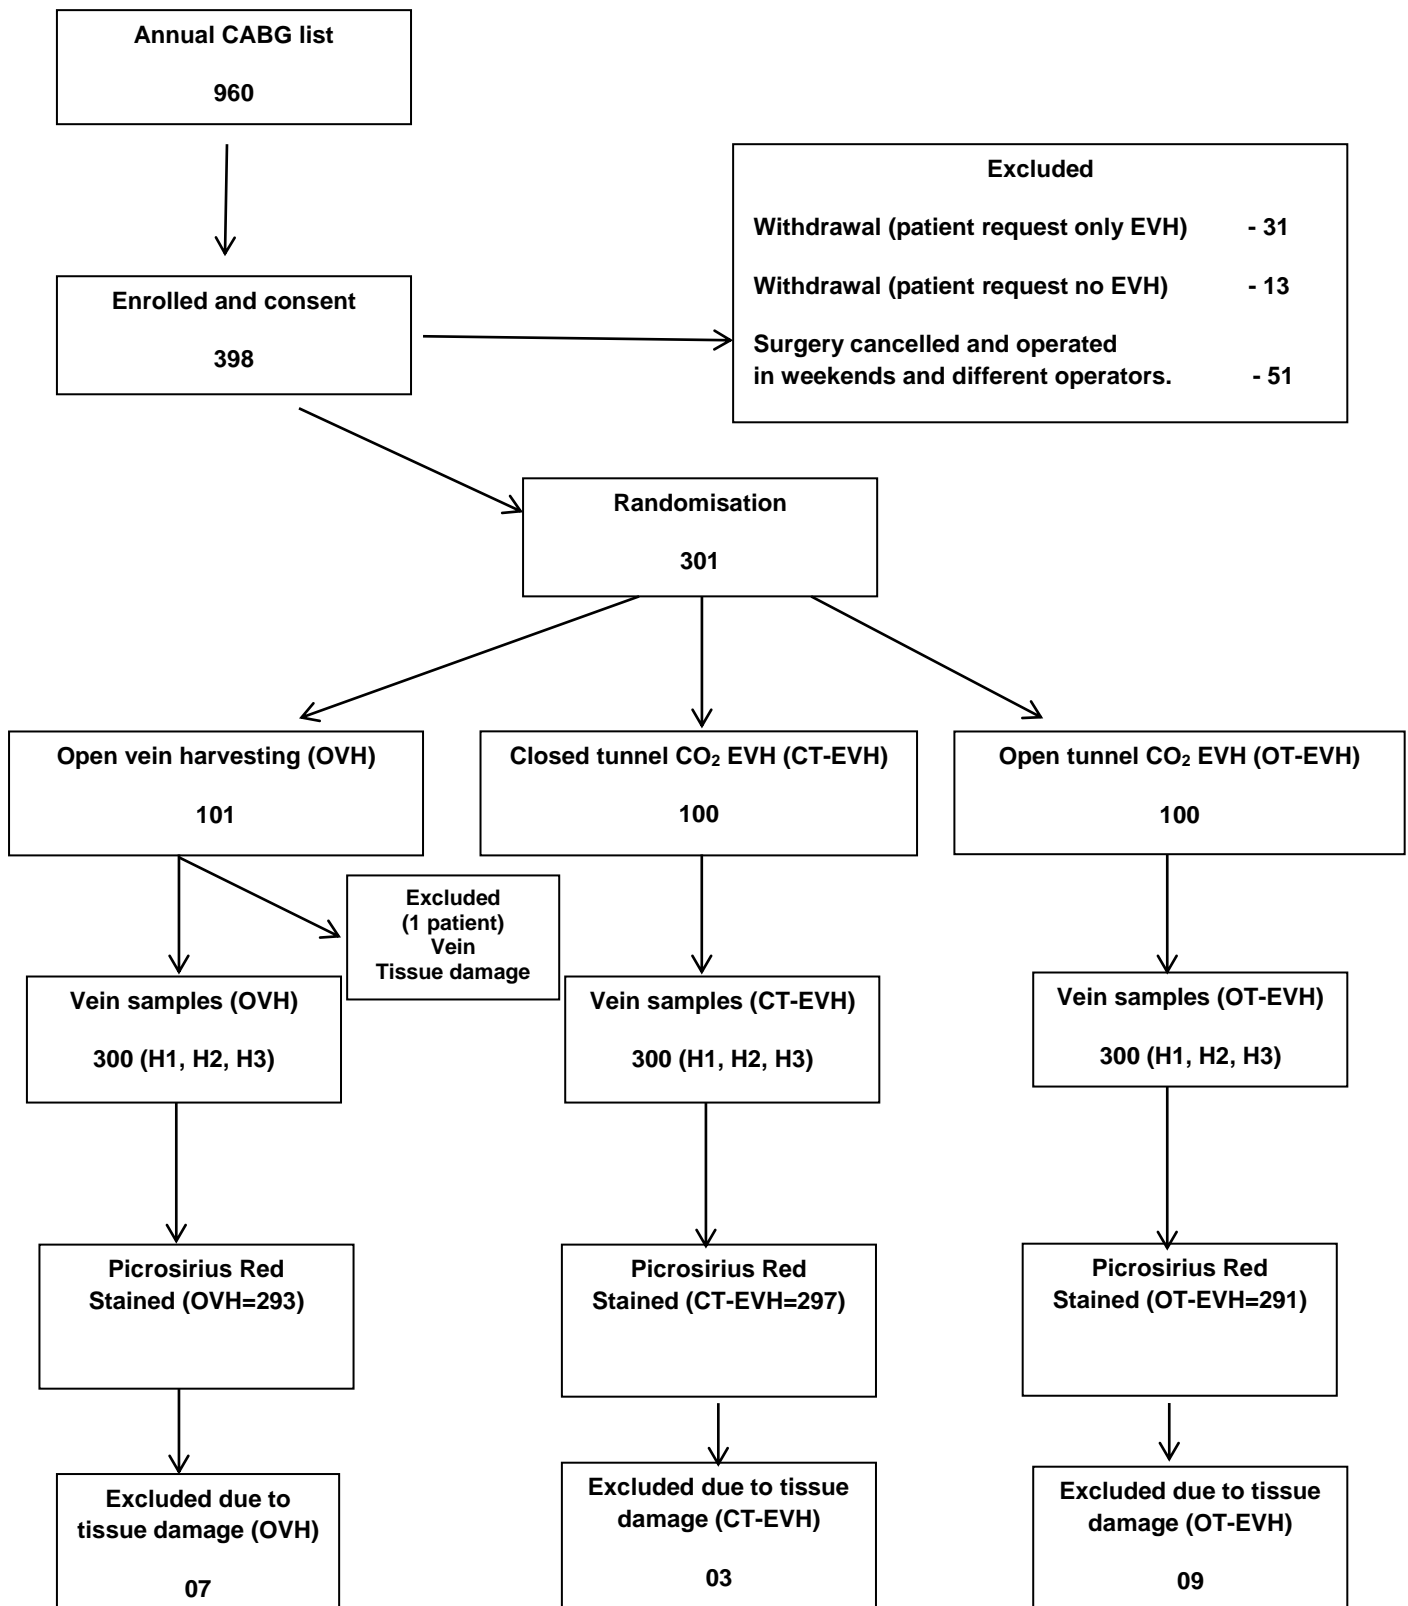 Annual CABG list
960
Excluded
Withdrawal (patient request only EVH) - 31
Withdrawal (patient request no EVH) - 13
Surgery cancelled and operated
in weekends and different operators. - 51
Enrolled and consent
398
Randomisation
301
Open vein harvesting (OVH)
101
Closed tunnel CO₂ EVH (CT-EVH)
100
Open tunnel CO₂ EVH (OT-EVH)
100
Excluded
(1 patient)
Vein
Tissue damage
Vein samples (OVH)
300 (H1, H2, H3)
Vein samples (CT-EVH)
300 (H1, H2, H3)
Vein samples (OT-EVH)
300 (H1, H2, H3)
Picrosirius Red
Stained (OVH=293)
Picrosirius Red
Stained (CT-EVH=297)
Picrosirius Red
Stained (OT-EVH=291)
Excluded due to
tissue damage (OVH)
07
Excluded due to tissue
damage (CT-EVH)
03
Excluded due to tissue
damage (OT-EVH)
09